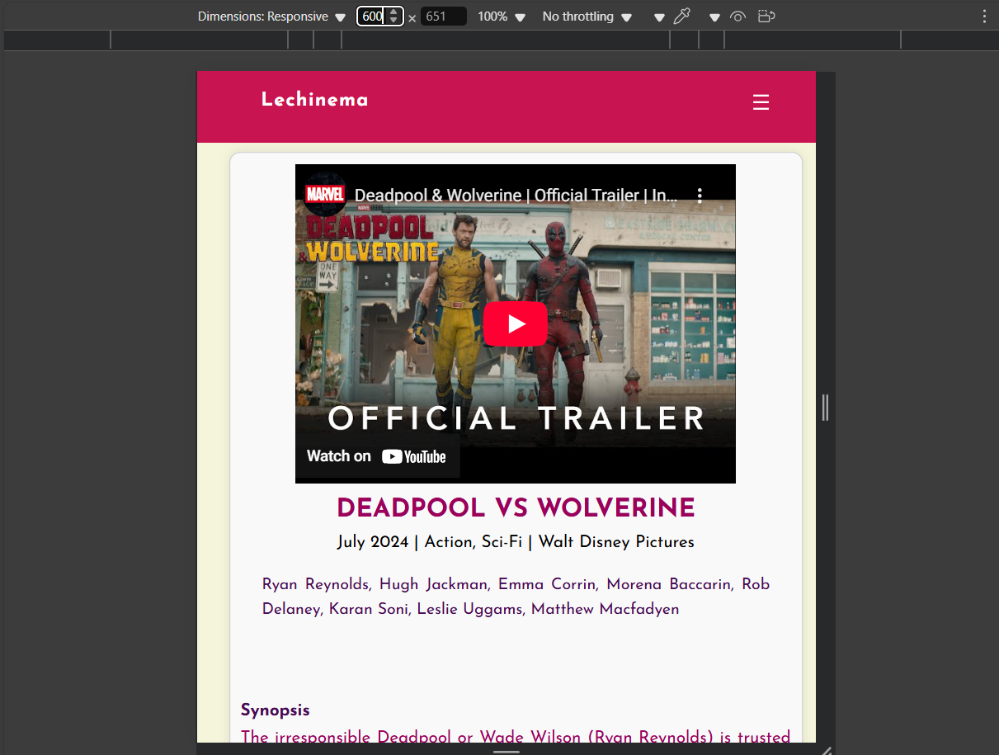 Dimensions: Responsive 600 × 651 100% No throttling
Lechinema
☰
MARVEL Deadpool & Wolverine | Official Trailer | In...
DEADPOOL
& WOLVERINE
ONE
WAY
OFFICIAL TRAILER
Watch on YouTube
DEADPOOL VS WOLVERINE
July 2024 | Action, Sci-Fi | Walt Disney Pictures
Ryan Reynolds, Hugh Jackman, Emma Corrin, Morena Baccarin, Rob
Delaney, Karan Soni, Leslie Uggams, Matthew Macfadyen
Synopsis
The irresponsible Deadpool or Wade Wilson (Ryan Reynolds) is trusted